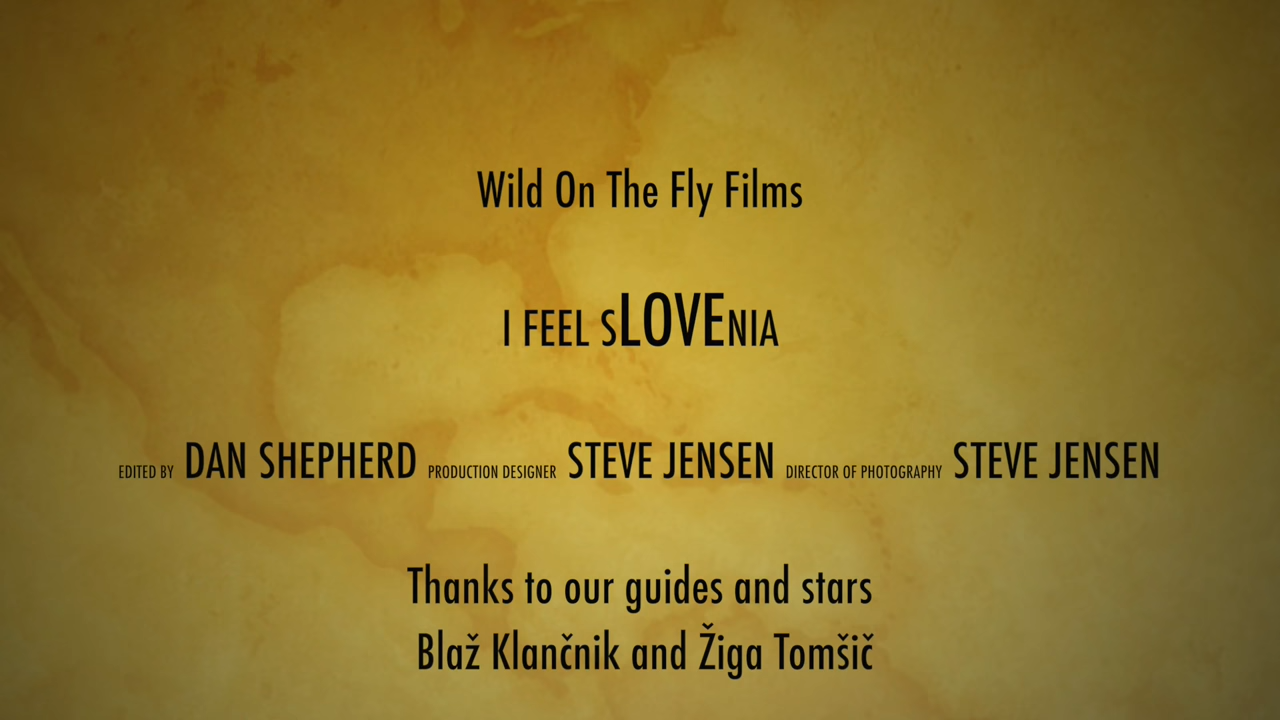 Wild On The Fly Films
I FEEL SLOVENIA
EDITED BY DAN SHEPHERD PRODUCTION DESIGNER STEVE JENSEN DIRECTOR OF PHOTOGRAPHY STEVE JENSEN
Thanks to our guides and stars
Blaž Klančnik and Žiga Tomšič